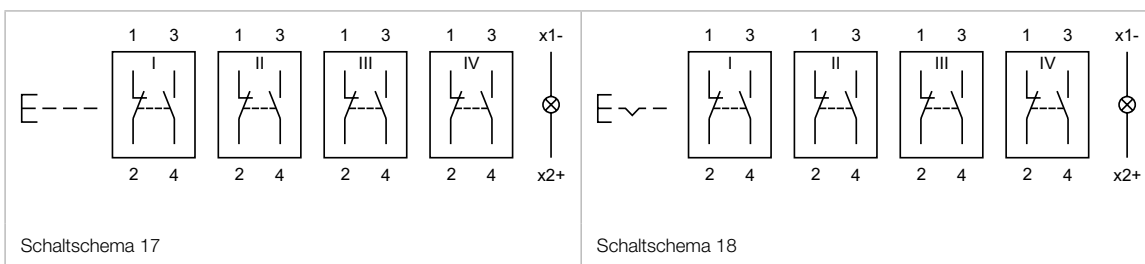 1 3 1 3 1 3 1 3 x1- 1 3 1 3 1 3 1 3 x1-
I II III IV I II III IV
2 4 2 4 2 4 2 4 x2+ 2 4 2 4 2 4 2 4 x2+
Schaltschema 17 Schaltschema 18